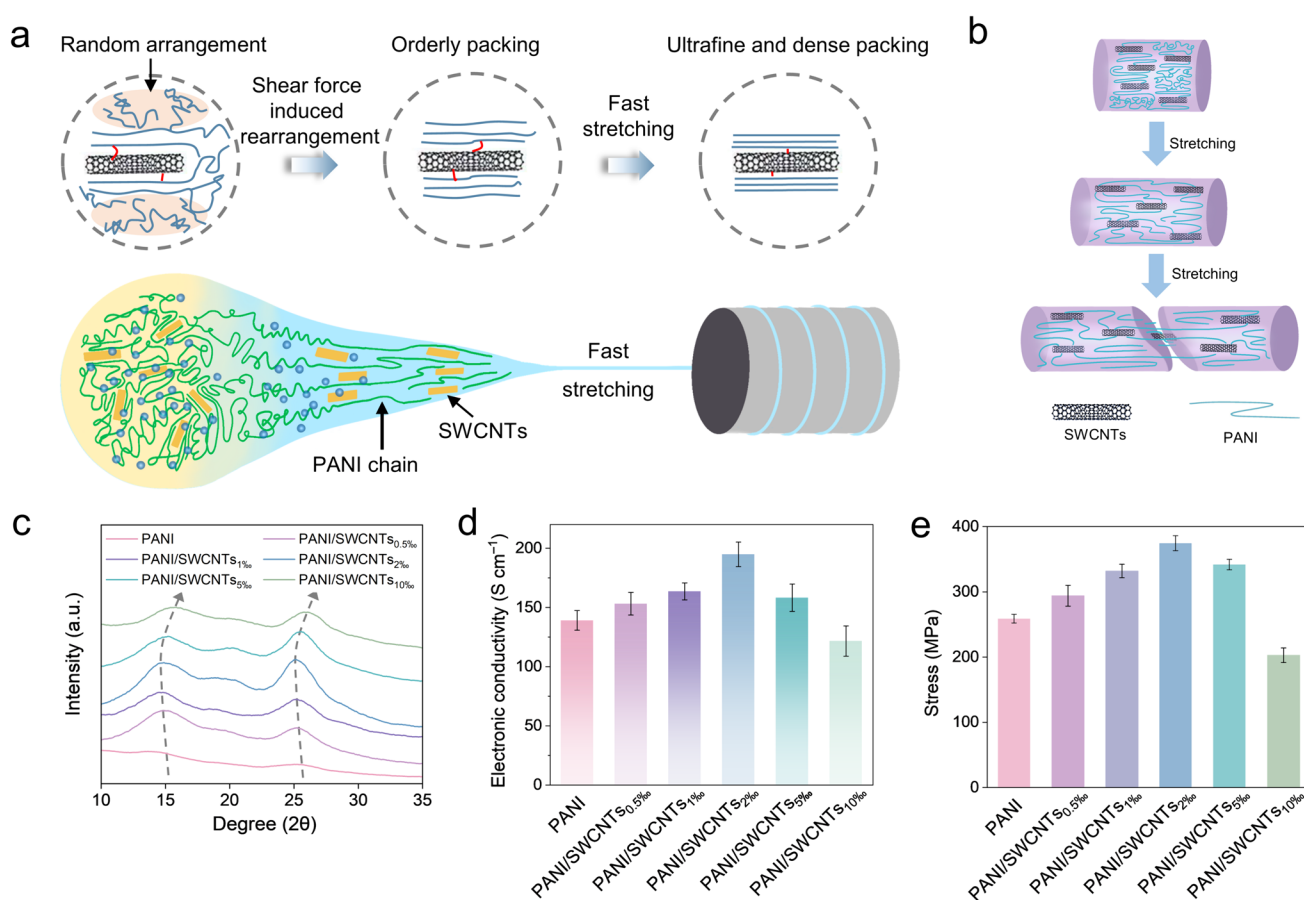 a
Random arrangement
Shear force
induced
rearrangement
Orderly packing
Fast
stretching
Ultrafine and dense packing
Fast
stretching
SWCNTs
PANI chain
b
Stretching
Stretching
SWCNTs
PANI
c
PANI
PANI/SWCNTs0.5‰
PANI/SWCNTs1‰
PANI/SWCNTs2‰
PANI/SWCNTs5‰
PANI/SWCNTs10‰
Intensity (a.u.)
10 15 20 25 30 35
Degree (2θ)
d
Electronic conductivity (S cm⁻¹)
200
150
100
50
0
PANI
PANI/SWCNTs0.5‰
PANI/SWCNTs1‰
PANI/SWCNTs2‰
PANI/SWCNTs5‰
PANI/SWCNTs10‰
e
Stress (MPa)
400
300
200
100
0
PANI
PANI/SWCNTs0.5‰
PANI/SWCNTs1‰
PANI/SWCNTs2‰
PANI/SWCNTs5‰
PANI/SWCNTs10‰